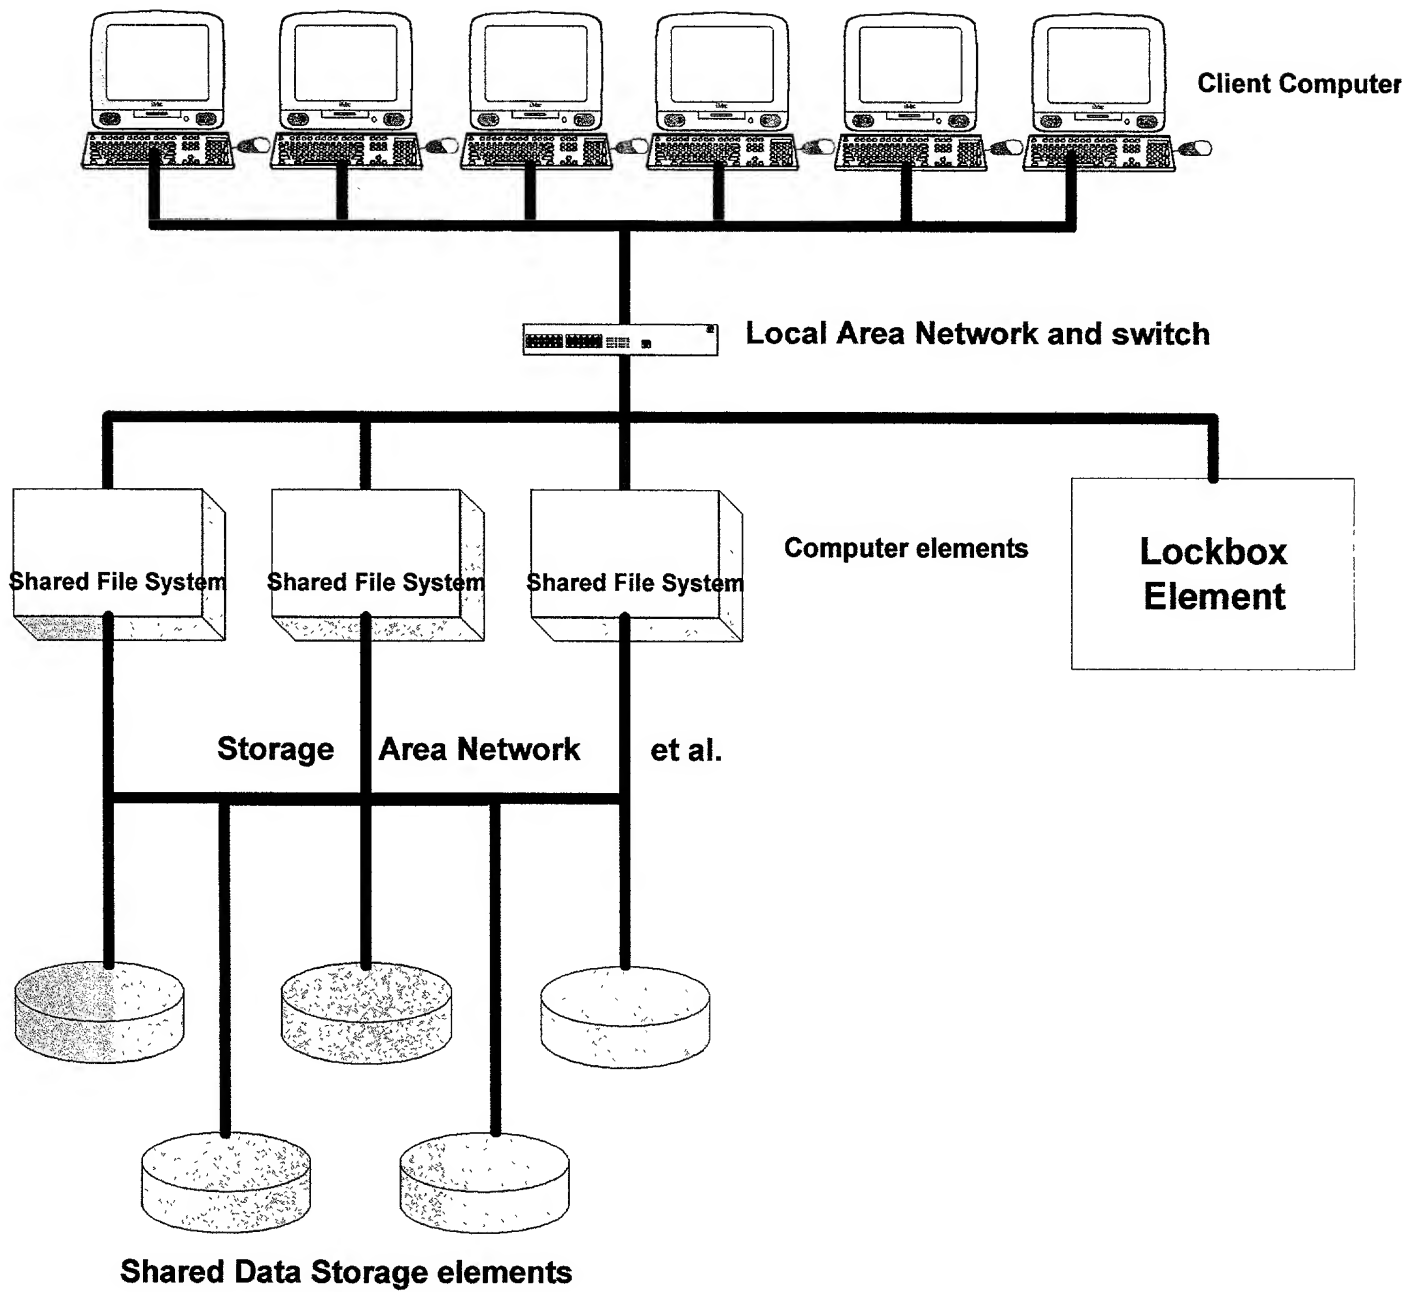 Client Computer
Local Area Network and switch
Shared File System
Shared File System
Shared File System
Computer elements
Lockbox
Element
Storage Area Network et al.
Shared Data Storage elements